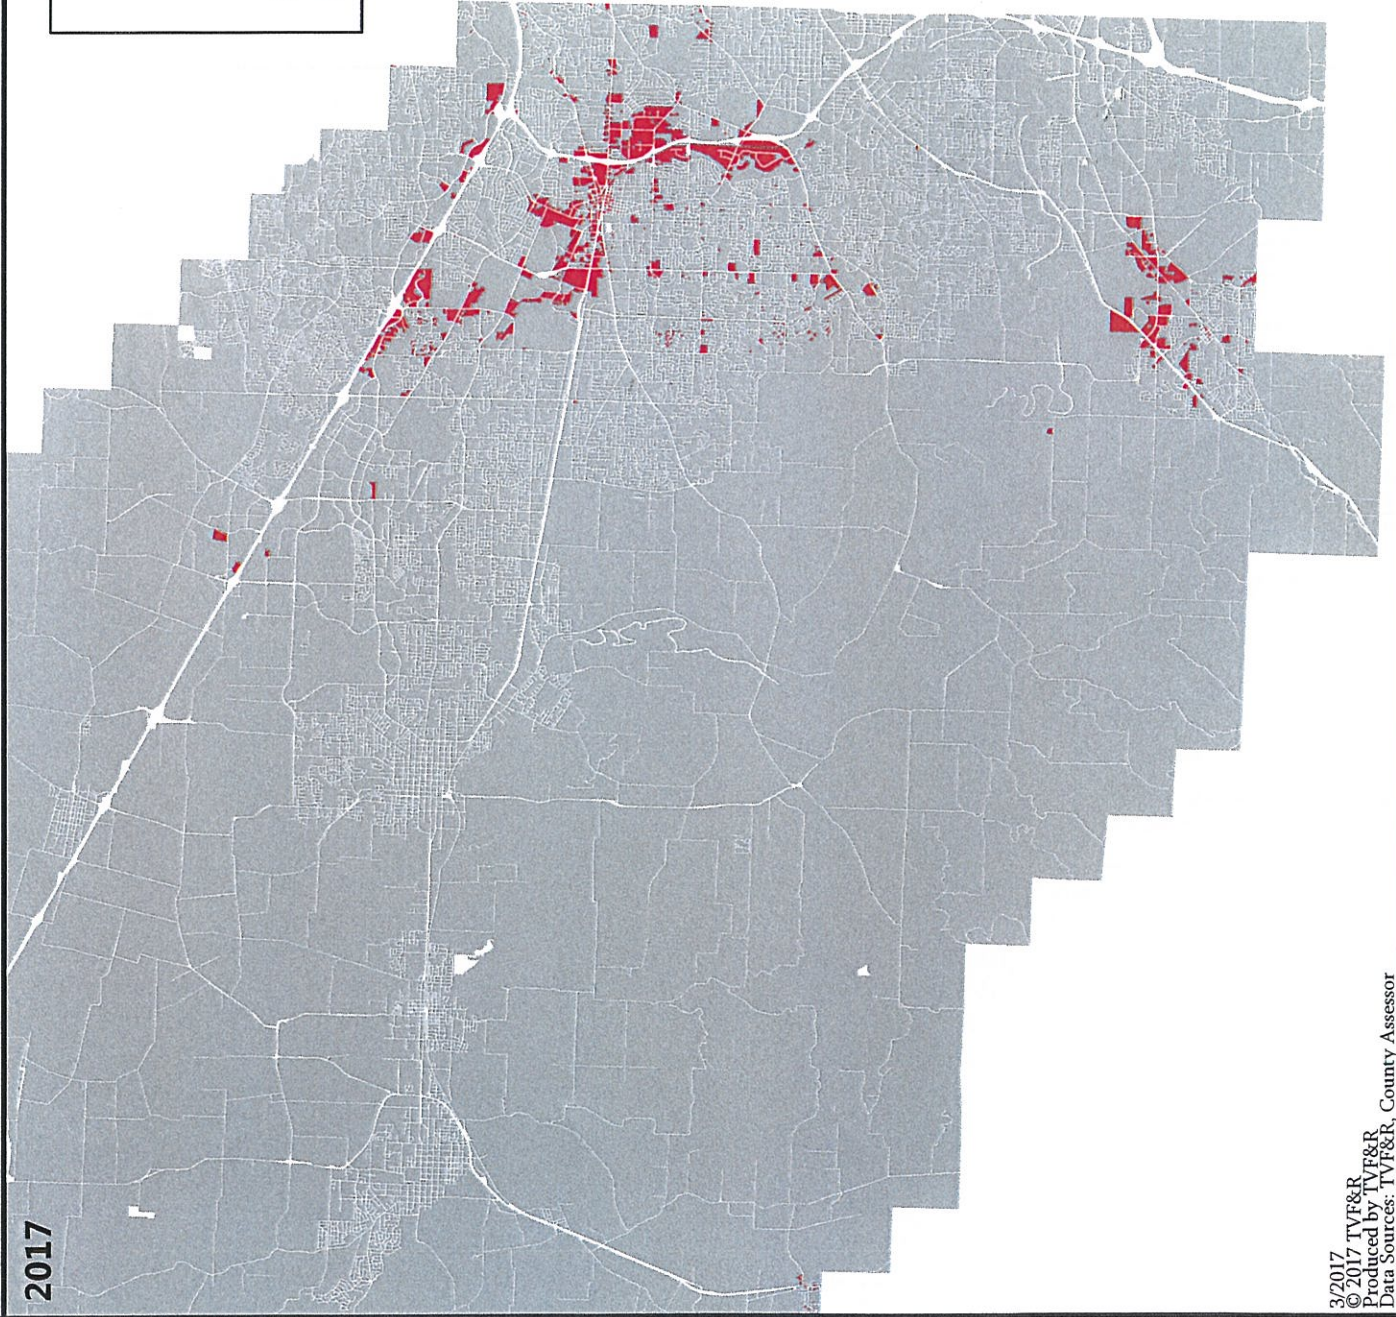 2017
3/2017
© 2017 TVF&R
Produced by TVF&R
Data Sources: TVF&R, County Assessor